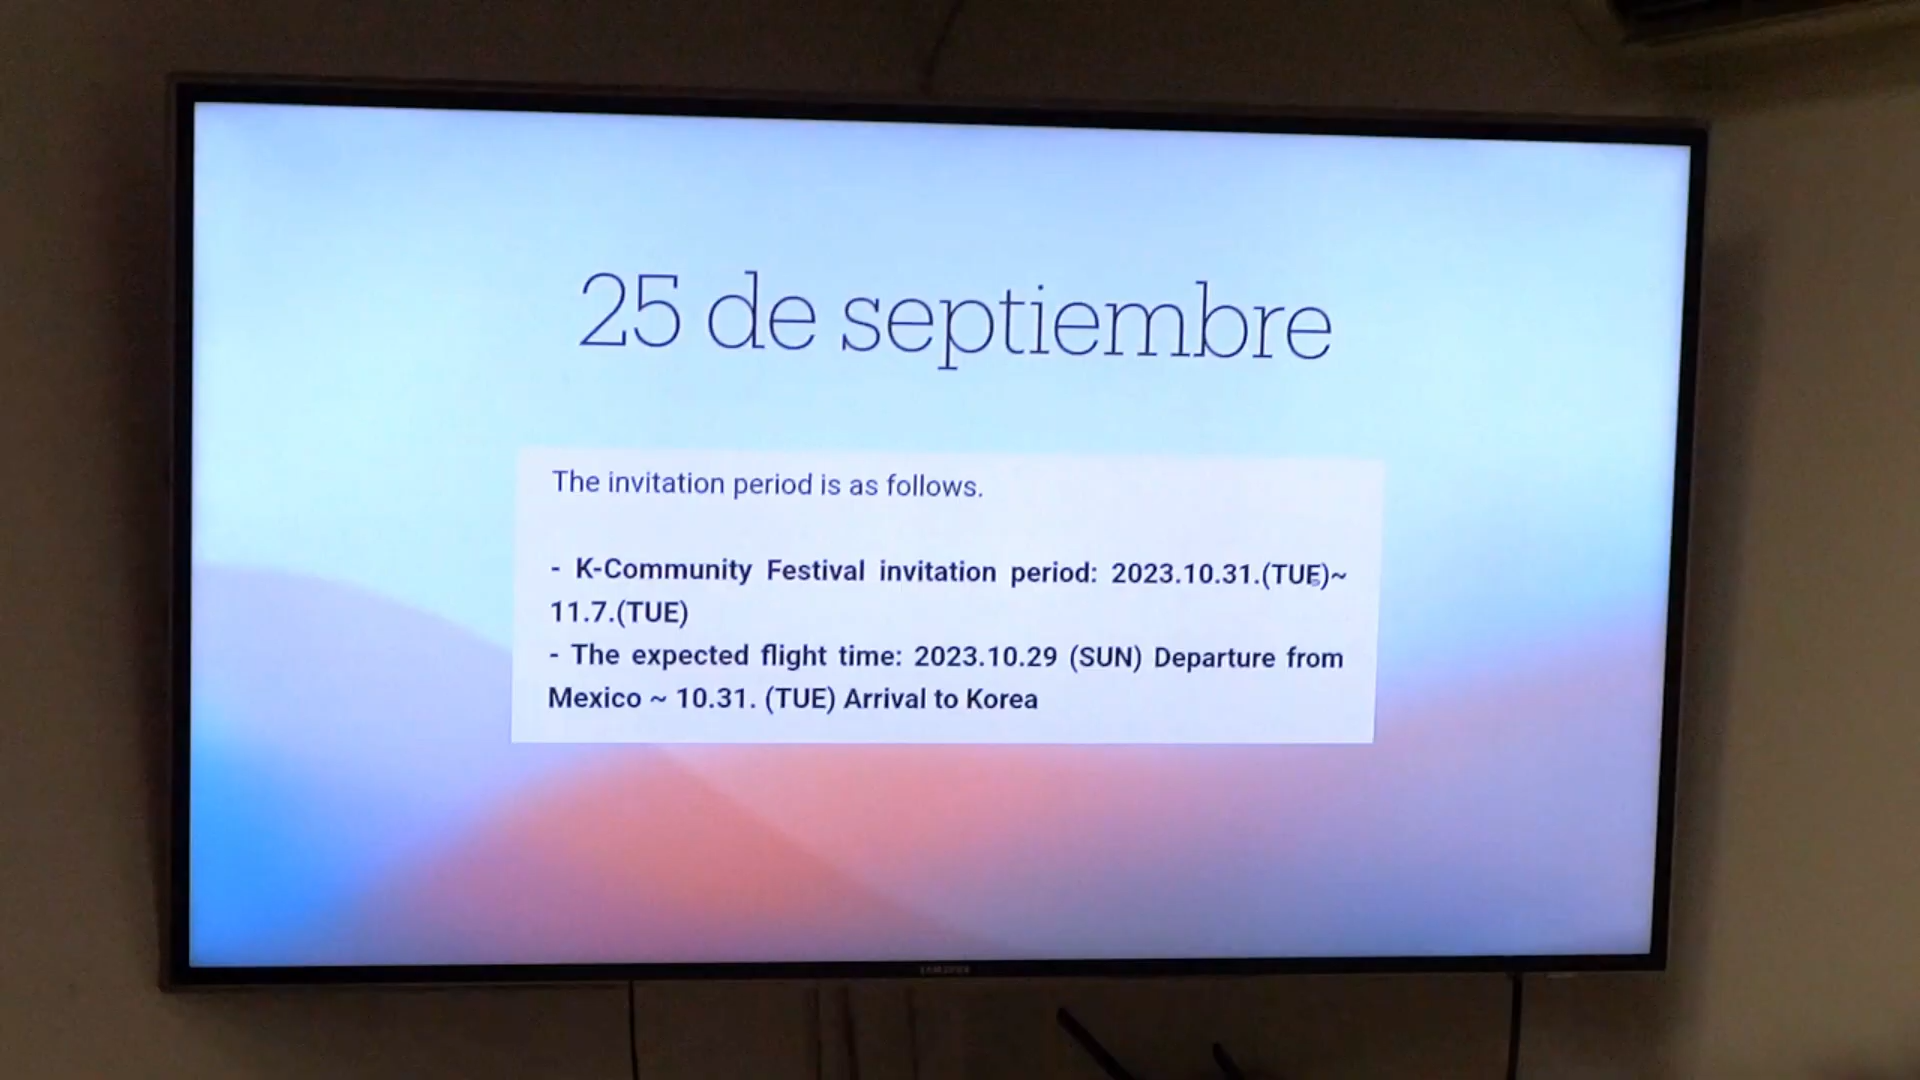 25 de septiembre
The invitation period is as follows.
- K-Community Festival invitation period: 2023.10.31.(TUE)~
11.7.(TUE)
- The expected flight time: 2023.10.29 (SUN) Departure from
Mexico ~ 10.31. (TUE) Arrival to Korea
SAMSUNG